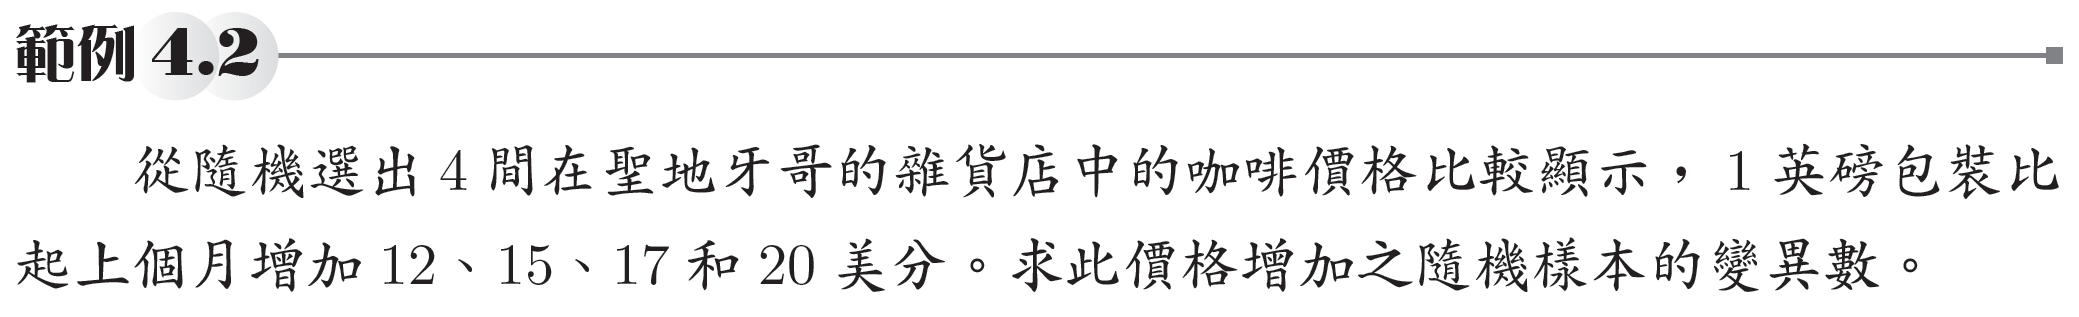 範例 4.2
從隨機選出 4 間在聖地牙哥的雜貨店中的咖啡價格比較顯示，1 英磅包裝比
起上個月增加 12、15、17 和 20 美分。求此價格增加之隨機樣本的變異數。